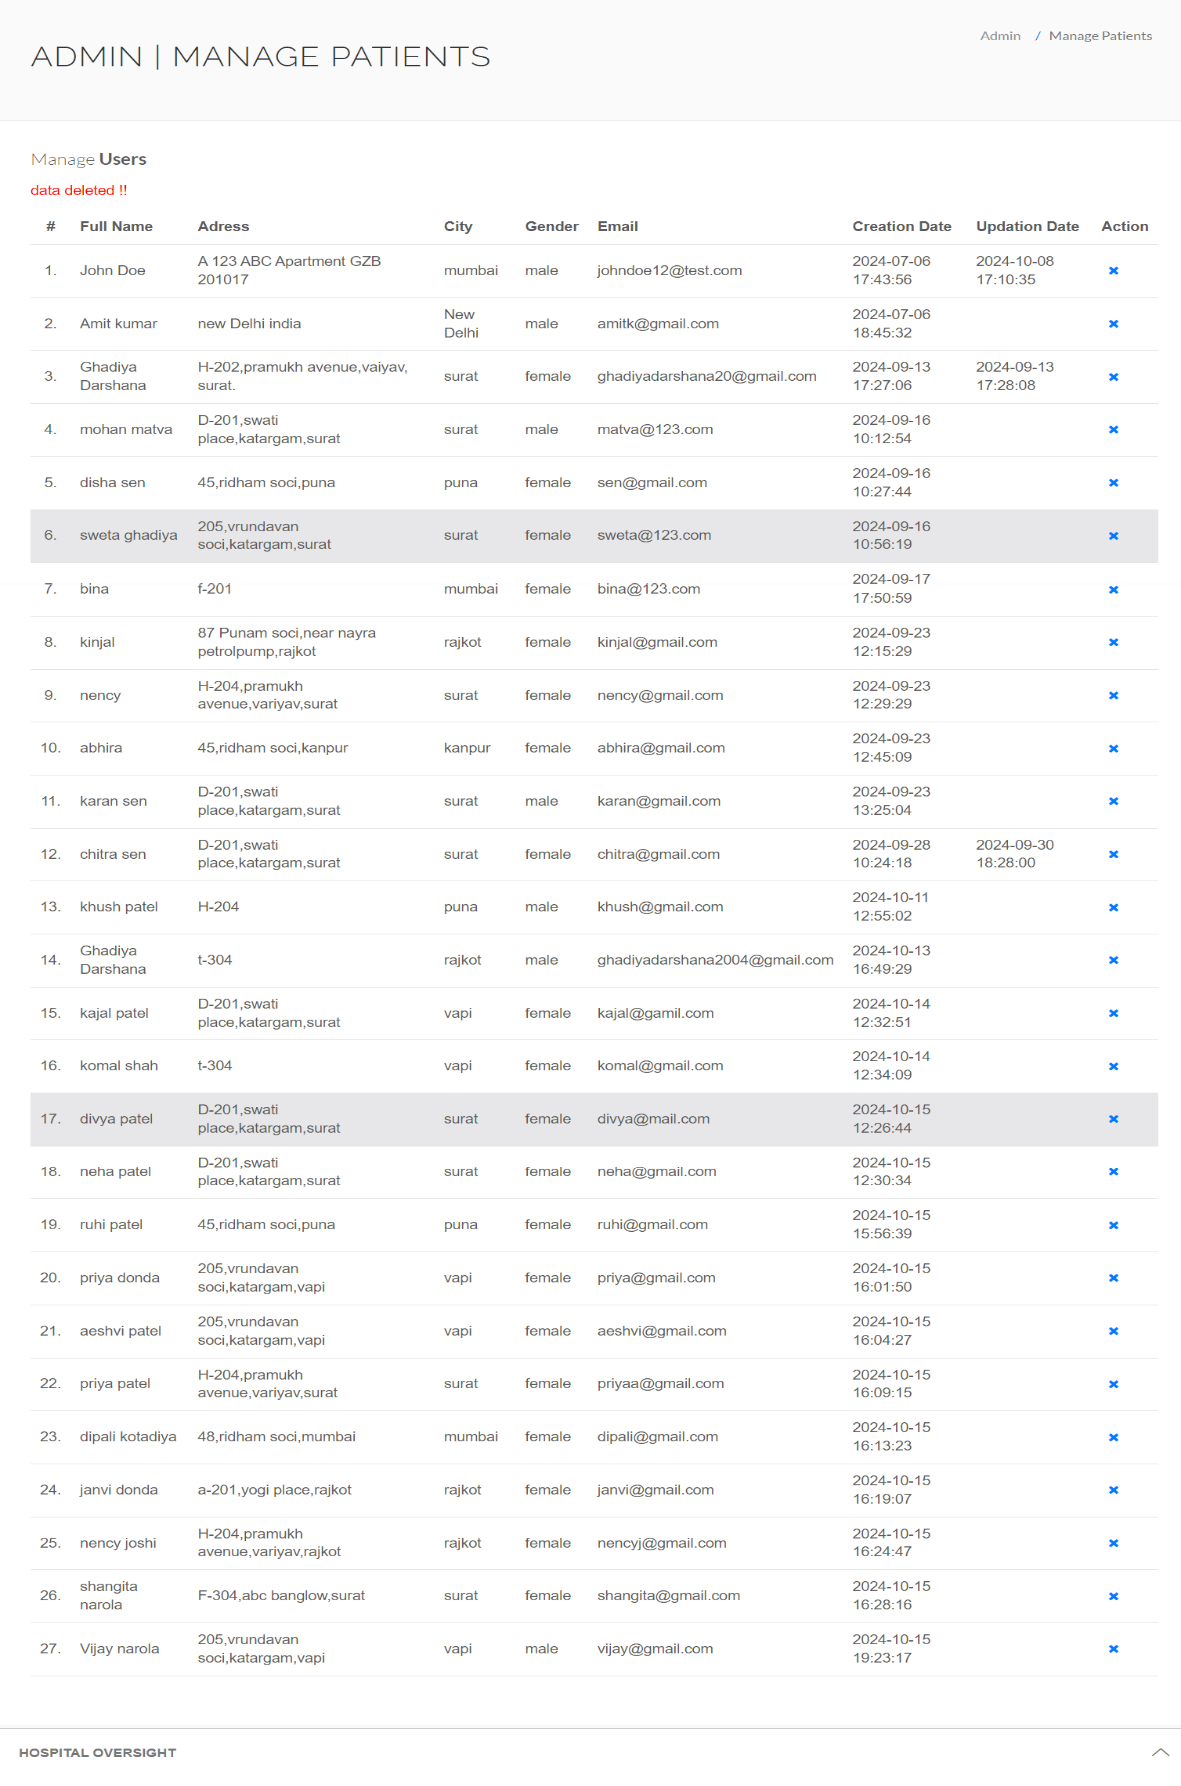 Admin / Manage Patients
ADMIN | MANAGE PATIENTS
Manage Users
data deleted !!
# Full Name Adress City Gender Email Creation Date Updation Date Action
1. John Doe A 123 ABC Apartment GZB 201017 mumbai male johndoe12@test.com 2024-07-06 17:43:56 2024-10-08 17:10:35
2. Amit kumar new Delhi india New Delhi male amitk@gmail.com 2024-07-06 18:45:32
3. Ghadiya Darshana H-202,pramukh avenue,vaiyav, surat. surat female ghadiyadarshana20@gmail.com 2024-09-13 17:27:06 2024-09-13 17:28:08
4. mohan matva D-201,swati place,katargam,surat surat male matva@123.com 2024-09-16 10:12:54
5. disha sen 45,ridham soci,puna puna female sen@gmail.com 2024-09-16 10:27:44
6. sweta ghadiya 205,vrundavan soci,katargam,surat surat female sweta@123.com 2024-09-16 10:56:19
7. bina f-201 mumbai female bina@123.com 2024-09-17 17:50:59
8. kinjal 87 Punam soci,near nayra petrolpump,rajkot rajkot female kinjal@gmail.com 2024-09-23 12:15:29
9. nency H-204,pramukh avenue,variyav,surat surat female nency@gmail.com 2024-09-23 12:29:29
10. abhira 45,ridham soci,kanpur kanpur female abhira@gmail.com 2024-09-23 12:45:09
11. karan sen D-201,swati place,katargam,surat surat male karan@gmail.com 2024-09-23 13:25:04
12. chitra sen D-201,swati place,katargam,surat surat female chitra@gmail.com 2024-09-28 10:24:18 2024-09-30 18:28:00
13. khush patel H-204 puna male khush@gmail.com 2024-10-11 12:55:02
14. Ghadiya Darshana t-304 rajkot male ghadiyadarshana2004@gmail.com 2024-10-13 16:49:29
15. kajal patel D-201,swati place,katargam,surat vapi female kajal@gamil.com 2024-10-14 12:32:51
16. komal shah t-304 vapi female komal@gmail.com 2024-10-14 12:34:09
17. divya patel D-201,swati place,katargam,surat surat female divya@mail.com 2024-10-15 12:26:44
18. neha patel D-201,swati place,katargam,surat surat female neha@gmail.com 2024-10-15 12:30:34
19. ruhi patel 45,ridham soci,puna puna female ruhi@gmail.com 2024-10-15 15:56:39
20. priya donda 205,vrundavan soci,katargam,vapi vapi female priya@gmail.com 2024-10-15 16:01:50
21. aeshvi patel 205,vrundavan soci,katargam,vapi vapi female aeshvi@gmail.com 2024-10-15 16:04:27
22. priya patel H-204,pramukh avenue,variyav,surat surat female priyaa@gmail.com 2024-10-15 16:09:15
23. dipali kotadiya 48,ridham soci,mumbai mumbai female dipali@gmail.com 2024-10-15 16:13:23
24. janvi donda a-201,yogi place,rajkot rajkot female janvi@gmail.com 2024-10-15 16:19:07
25. nency joshi H-204,pramukh avenue,variyav,rajkot rajkot female nencyj@gmail.com 2024-10-15 16:24:47
26. shangita narola F-304,abc banglow,surat surat female shangita@gmail.com 2024-10-15 16:28:16
27. Vijay narola 205,vrundavan soci,katargam,vapi vapi male vijay@gmail.com 2024-10-15 19:23:17
HOSPITAL OVERSIGHT